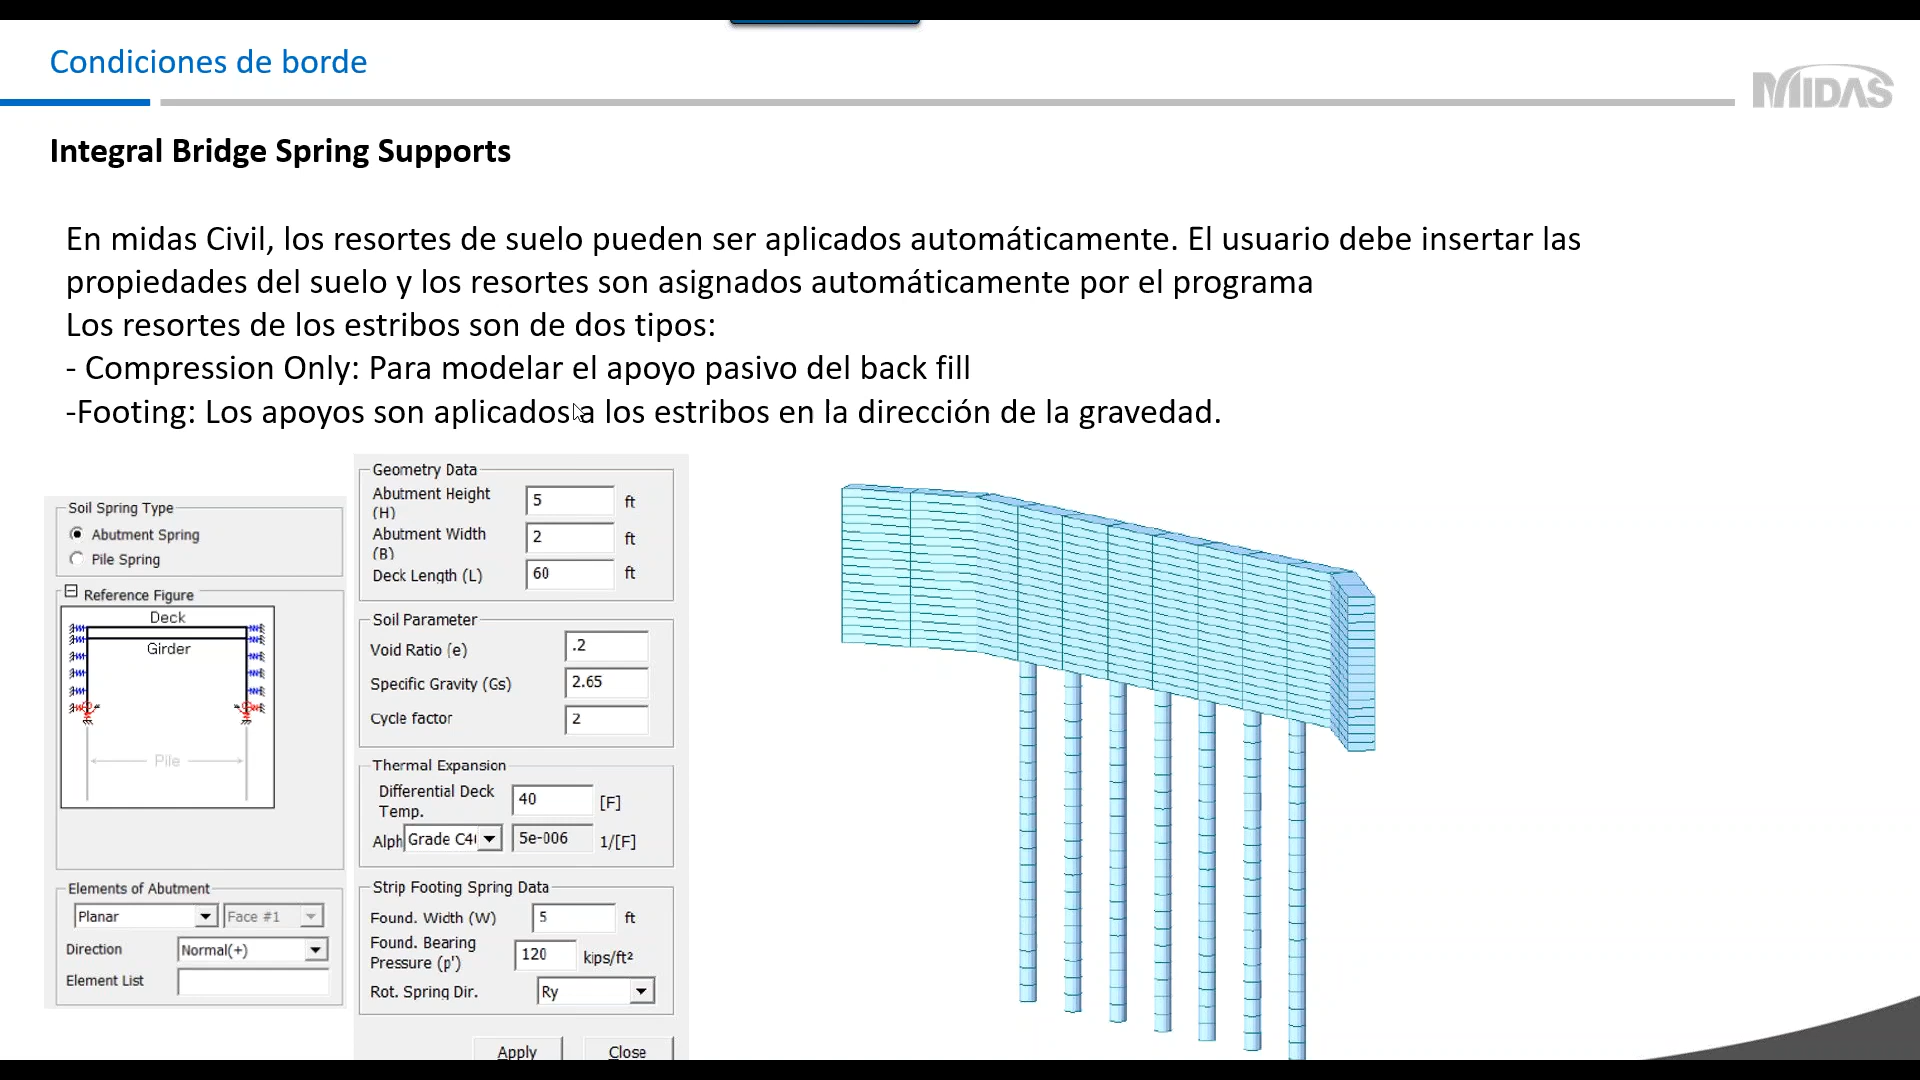 Condiciones de borde
MIDAS
Integral Bridge Spring Supports
En midas Civil, los resortes de suelo pueden ser aplicados automáticamente. El usuario debe insertar las
propiedades del suelo y los resortes son asignados automáticamente por el programa
Los resortes de los estribos son de dos tipos:
- Compression Only: Para modelar el apoyo pasivo del back fill
-Footing: Los apoyos son aplicados a los estribos en la dirección de la gravedad.
Soil Spring Type
Abutment Spring
Pile Spring
Reference Figure
Deck
Girder
Pile
Elements of Abutment
Planar Face #1
Direction Normal(+)
Element List
Geometry Data
Abutment Height
(H) 5 ft
Abutment Width
(B) 2 ft
Deck Length (L) 60 ft
Soil Parameter
Void Ratio (e) .2
Specific Gravity (Gs) 2.65
Cycle factor 2
Thermal Expansion
Differential Deck
Temp. 40 [F]
Alph Grade C4 5e-006 1/[F]
Strip Footing Spring Data
Found. Width (W) 5 ft
Found. Bearing
Pressure (p') 120 kips/ft²
Rot. Spring Dir. Ry
Apply Close